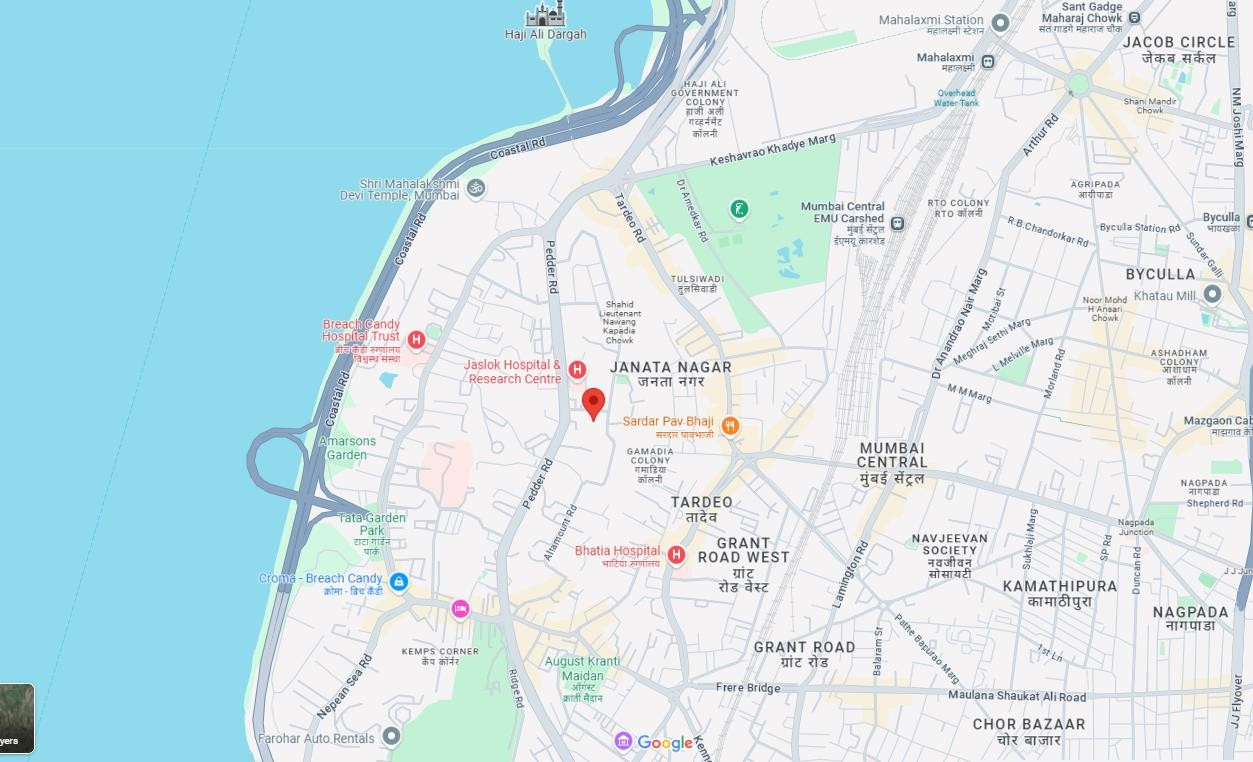 Haji Ali Dargah
Mahalaxmi Station
महालक्ष्मी स्टेशन
Sant Gadge
Maharaj Chowk
संत गाडगे महाराज चौक
JACOB CIRCLE
जेकब सर्कल
Mahalaxmi
महालक्ष्मी
Overhead
Water Tank
HAJI ALI
GOVERNMENT
COLONY
हाजी अली
गव्हर्नमेंट
कॉलनी
Shani Mandir
Chowk
NM Joshi Marg
Arthur Rd
Coastal Rd
Keshavrao Khadye Marg
Shri Mahalakshmi
Devi Temple, Mumbai
Coastal Rd
Tardeo Rd
Dr Amedkar Rd
Mumbai Central
EMU Carshed
मुंबई सेंट्रल
ईएमयू कारशेड
RTO COLONY
RTO कॉलनी
AGRIPADA
आग्रीपाडा
R.B.Chandorkar Rd
Byculla Station Rd
Byculla
भायखळा
Sundar Galli
Pedder Rd
TULSIWADI
तुलसिवाडी
BYCULLA
Khatau Mill
Shahid
Lieutenant
Nawang
Kapadia
Chowk
Dr Anandrao Nair Marg
Motibai St
Noor Mohd
H'Ansari
Chowk
Meghraj Sethi Marg
L Melville Marg
Morland Rd
Breach Candy
Hospital Trust
ब्रीच कँडी रुग्णालय
विश्वस्त संस्था
Jaslok Hospital &
Research Centre
JANATA NAGAR
जनता नगर
ASHADHAM
COLONY
आशाधाम
कॉलनी
M M Marg
Coastal Rd
Sardar Pav Bhaji
सरदार पावभाजी
Mazgaon
माझगाव
Amarsons
Garden
GAMADIA
COLONY
गमाडिया
कॉलनी
MUMBAI
CENTRAL
मुंबई सेंट्रल
Pedder Rd
NAGPADA
नागपाडा
Shepherd Rd
TARDEO
तारदेव
Altamount Rd
Tata Garden
Park
टाटा गार्डन
पार्क
Nagpada
Junction
Sukhlaji Marg
SP Rd
Duncan Rd
Bhatia Hospital
भाटिया रुग्णालय
GRANT
ROAD WEST
ग्रांट
रोड वेस्ट
NAVJEEVAN
SOCIETY
नवजीवन
सोसायटी
Lamington Rd
KAMATHIPURA
कामाठीपुरा
Croma - Breach Candy
क्रोमा - ब्रिच कँडी
NAGPADA
नागपाडा
Pathe Bapurao Marg
1st Ln
Balaram St
KEMPS CORNER
कॅंप कॉर्नर
GRANT ROAD
ग्रांट रोड
August Kranti
Maidan
ऑगस्ट
क्रांती मैदान
Nepean Sea Rd
Ridge Rd
Frere Bridge
Maulana Shaukat Ali Road
JJ Flyover
CHOR BAZAAR
चोर बाजार
Farohar Auto Rentals
Google